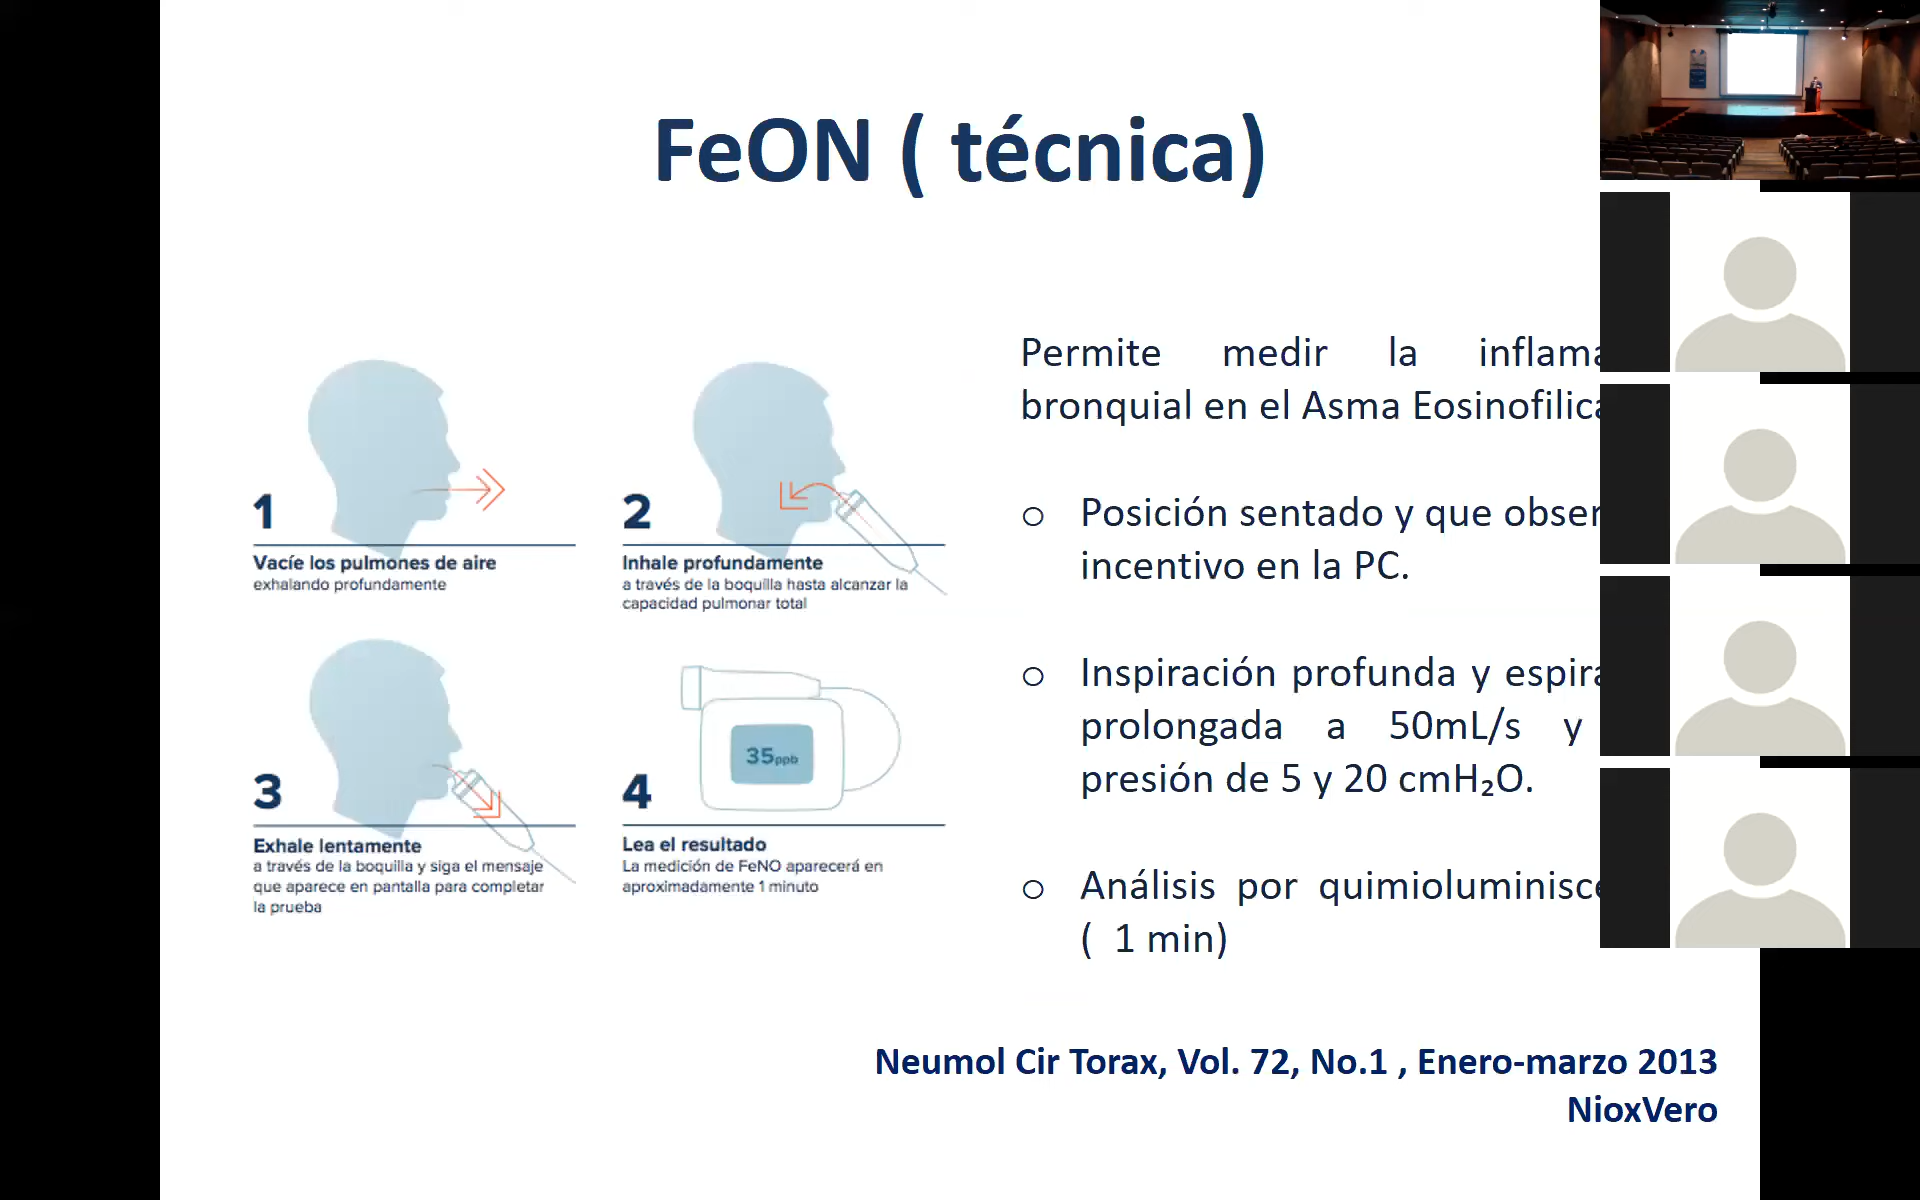 FeON ( técnica)
1
Vacíe los pulmones de aire
exhalando profundamente
2
Inhale profundamente
a través de la boquilla hasta alcanzar la
capacidad pulmonar total
3
Exhale lentamente
a través de la boquilla y siga el mensaje
que aparece en pantalla para completar
la prueba
35ppb
4
Lea el resultado
La medición de FeNO aparecerá en
aproximadamente 1 minuto
Permite medir la
bronquial en el Asma
Posición sentado y que
incentivo en la PC.
Inspiración profunda y
prolongada a 50mL/s y
presión de 5 y 20 cmH₂O.
Análisis por
( 1 min)
Neumol Cir Torax, Vol. 72, No.1 , Enero-marzo 2013
NioxVero